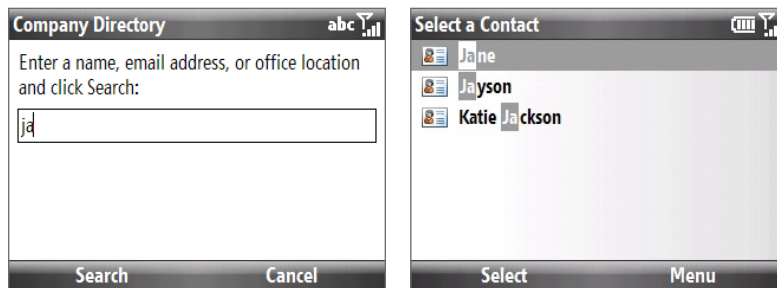 Company Directory abc
Enter a name, email address, or office location
and click Search:
ja
Search Cancel
Select a Contact
Jane
Jayson
Katie Jackson
Select Menu